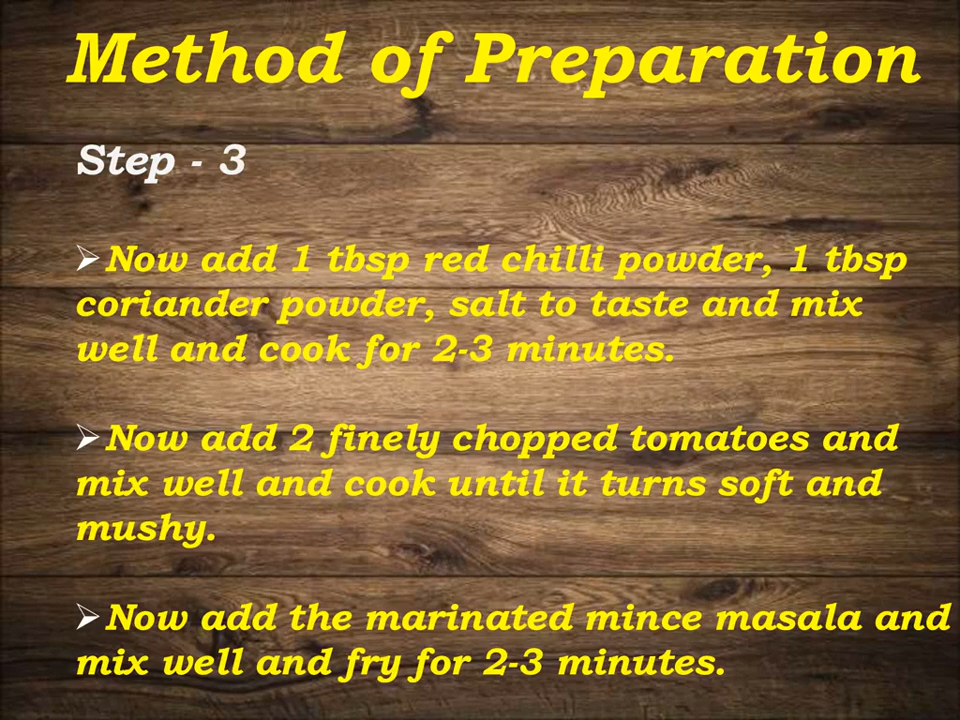 Method of Preparation
Step - 3
➢Now add 1 tbsp red chilli powder, 1 tbsp
coriander powder, salt to taste and mix
well and cook for 2-3 minutes.
➢Now add 2 finely chopped tomatoes and
mix well and cook until it turns soft and
mushy.
➢Now add the marinated mince masala and
mix well and fry for 2-3 minutes.